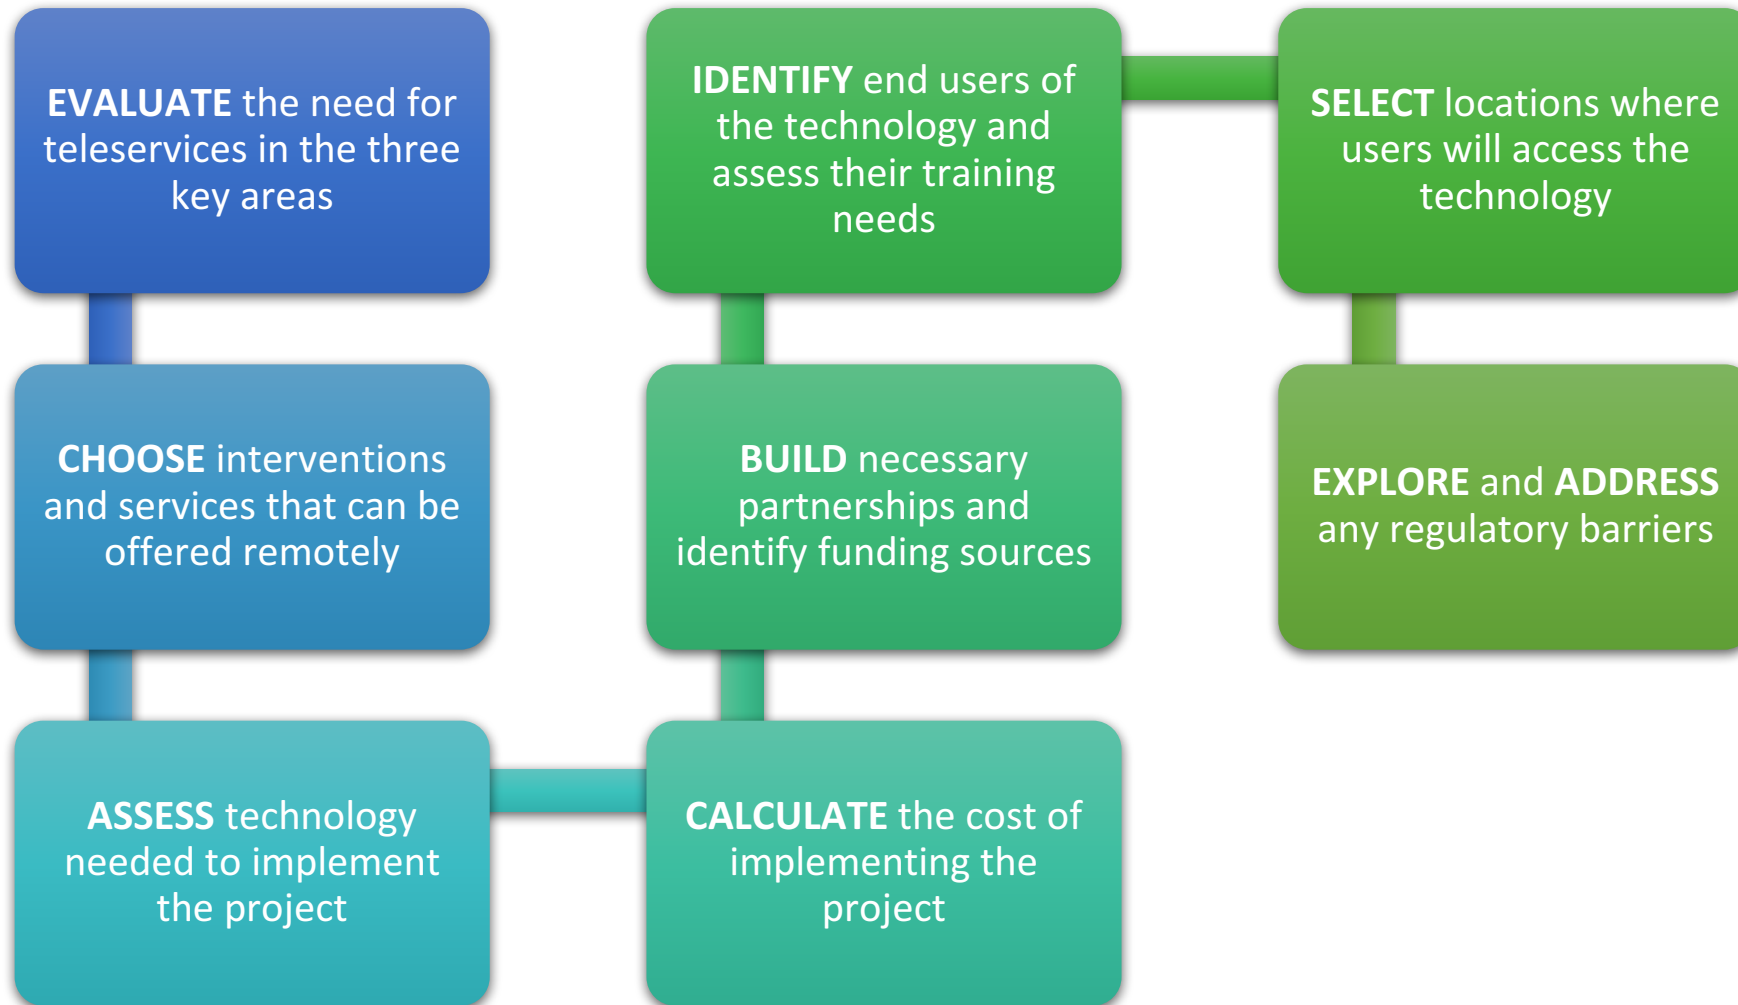 EVALUATE the need for
teleservices in the three
key areas
CHOOSE interventions
and services that can be
offered remotely
ASSESS technology
needed to implement
the project
CALCULATE the cost of
implementing the
project
BUILD necessary
partnerships and
identify funding sources
IDENTIFY end users of
the technology and
assess their training
needs
SELECT locations where
users will access the
technology
EXPLORE and ADDRESS
any regulatory barriers